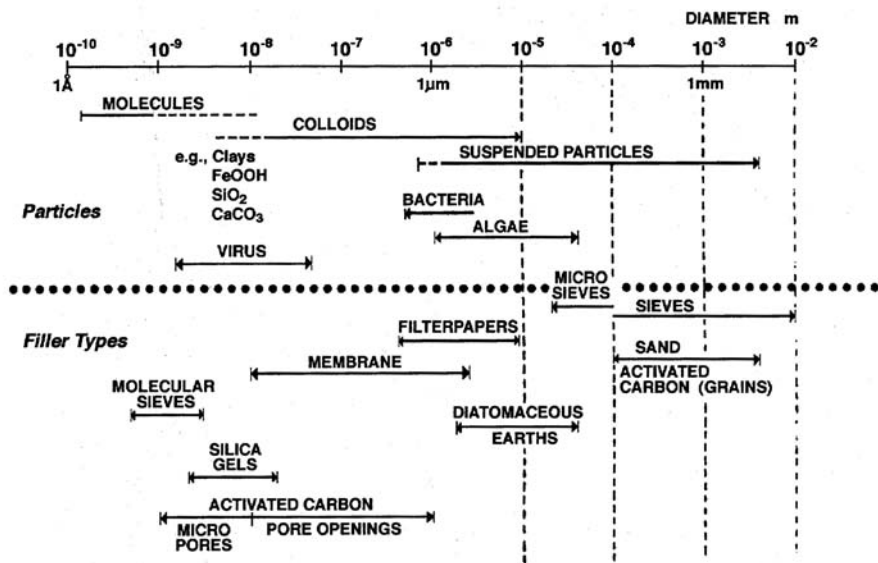 DIAMETER m
10⁻¹⁰ 10⁻⁹ 10⁻⁸ 10⁻⁷ 10⁻⁶ 10⁻⁵ 10⁻⁴ 10⁻³ 10⁻²
1Å 1μm 1mm
MOLECULES
COLLOIDS
e.g., Clays
FeOOH
SiO₂
CaCO₃
SUSPENDED PARTICLES
BACTERIA
Particles
ALGAE
VIRUS
MICRO
SIEVES
SIEVES
Filler Types
FILTERPAPERS
MEMBRANE
SAND
ACTIVATED
CARBON (GRAINS)
MOLECULAR
SIEVES
DIATOMACEOUS
EARTHS
SILICA
GELS
ACTIVATED CARBON
MICRO
PORES
PORE OPENINGS